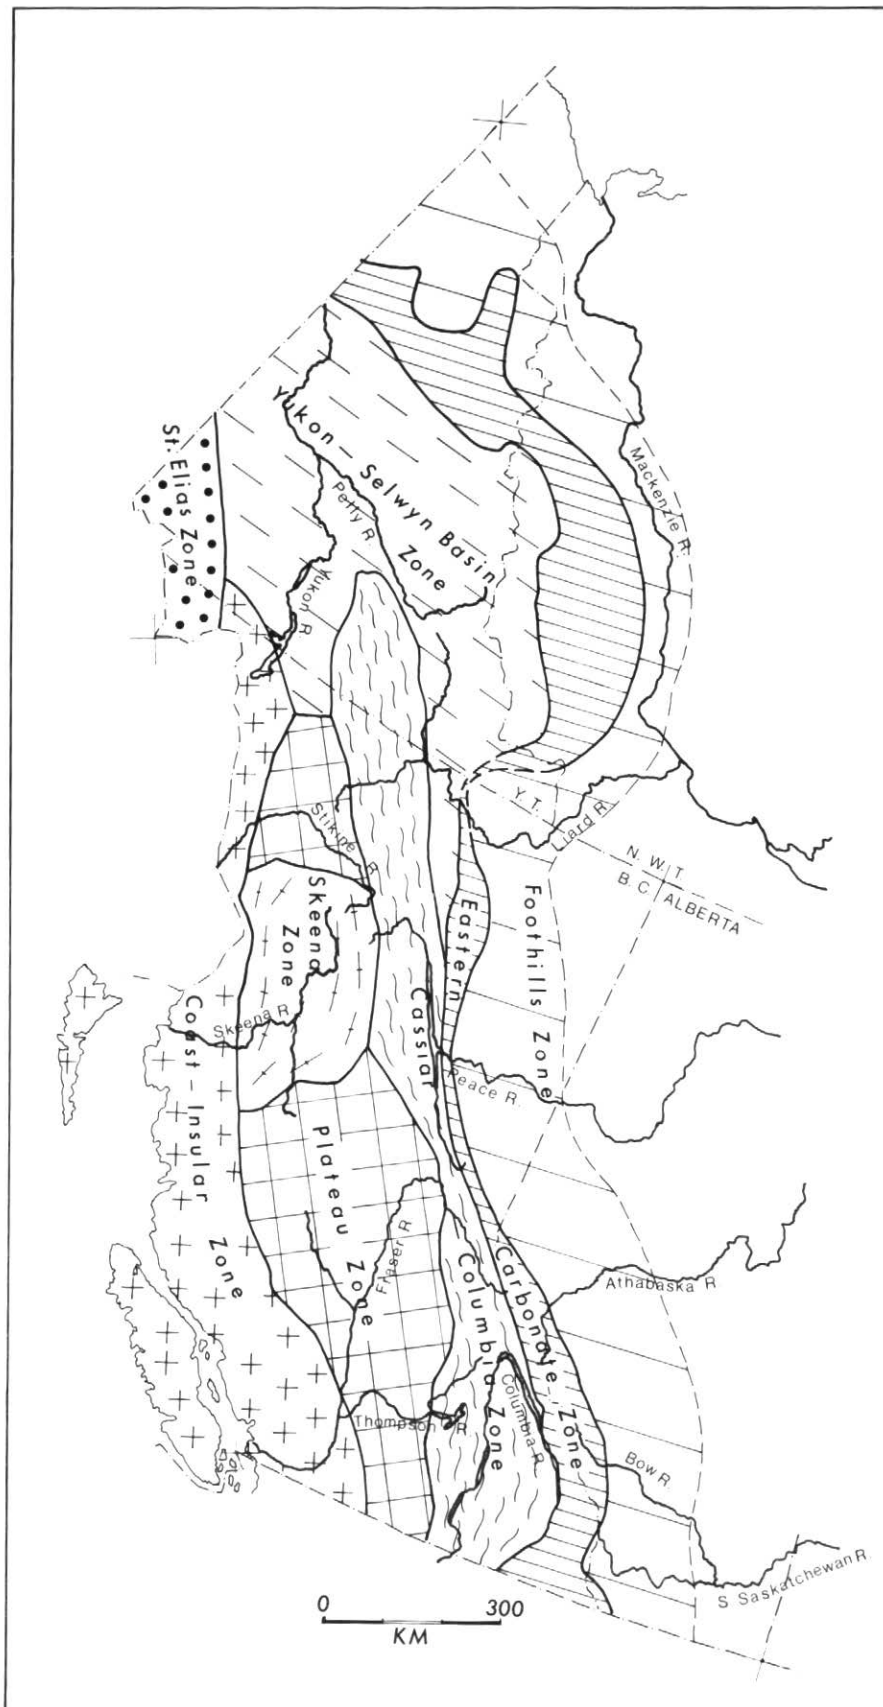 Mackenzie R.
St. Elias Zone
Yukon – Selwyn Basin Zone
Pelly R.
Yukon R.
Y. T.
Liard R.
N. W. T.
B. C. ALBERTA
Stikine R.
Skeena Zone
Eastern Carbonate Zone
Foothills Zone
Cassiar Columbia Zone
Skeena R.
Coast – Insular Zone
Peace R.
Plateau Zone
Fraser R.
Athabaska R.
Thompson R.
Columbia R.
Bow R.
S Saskatchewan R.
0 300
KM